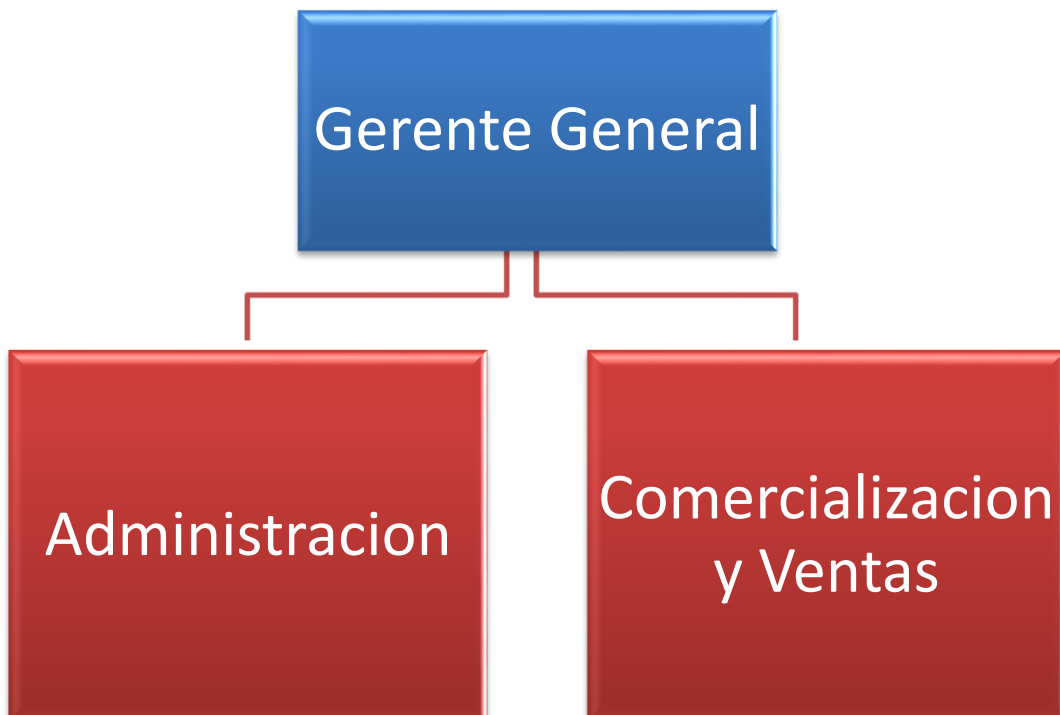 Gerente General
Administracion
Comercializacion
y Ventas